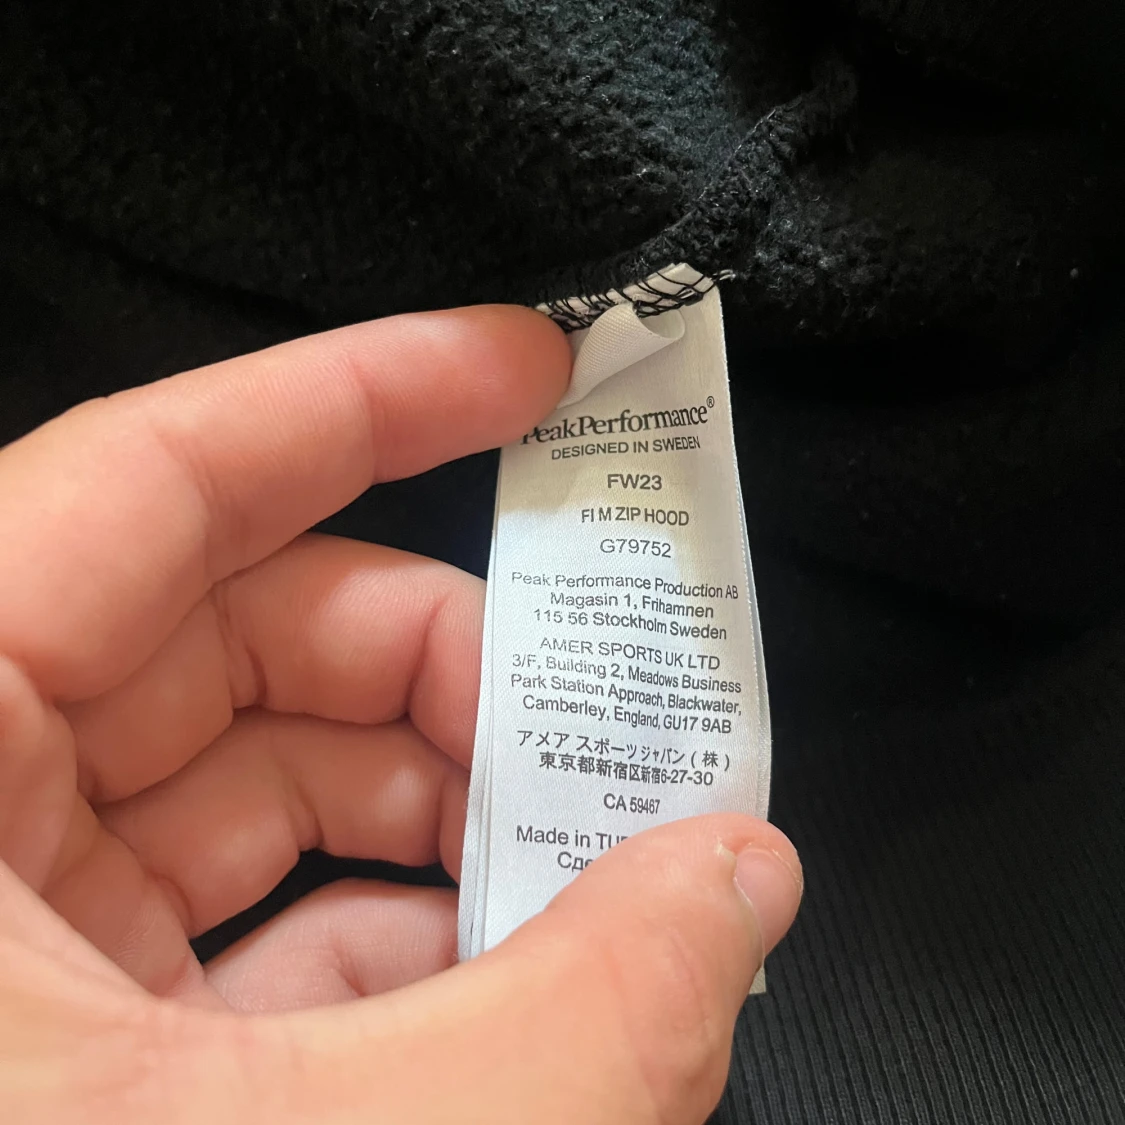 PeakPerformance®
DESIGNED IN SWEDEN
FW23
FI M ZIP HOOD
G79752
Peak Performance Production AB
Magasin 1, Frihamnen
115 56 Stockholm Sweden
AMER SPORTS UK LTD
3/F, Building 2, Meadows Business
Park Station Approach, Blackwater,
Camberley, England, GU17 9AB
アメア スポーツ ジャパン ( 株 )
東京都新宿区新宿6-27-30
CA 59467
Made in